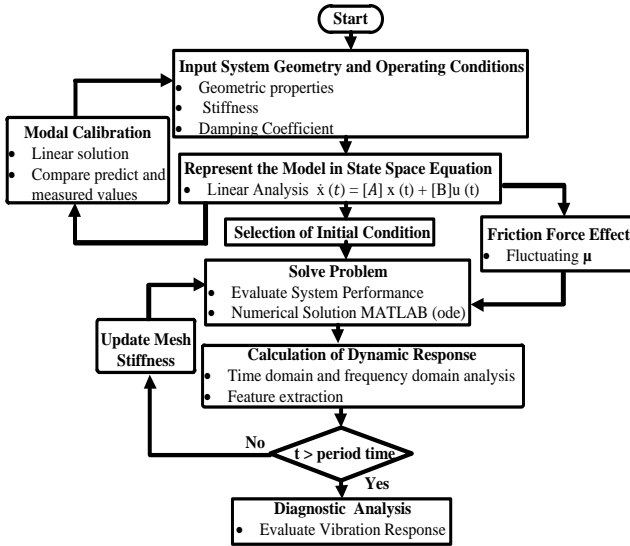 Start
Input System Geometry and Operating Conditions
• Geometric properties
• Stiffness
• Damping Coefficient
Modal Calibration
• Linear solution
• Compare predict and
measured values
Represent the Model in State Space Equation
• Linear Analysis ẋ (t) = [A] x (t) + [B]u (t)
Selection of Initial Condition
Friction Force Effect
• Fluctuating μ
Solve Problem
• Evaluate System Performance
• Numerical Solution MATLAB (ode)
Update Mesh
Stiffness
Calculation of Dynamic Response
• Time domain and frequency domain analysis
• Feature extraction
No
t > period time
Yes
Diagnostic Analysis
• Evaluate Vibration Response